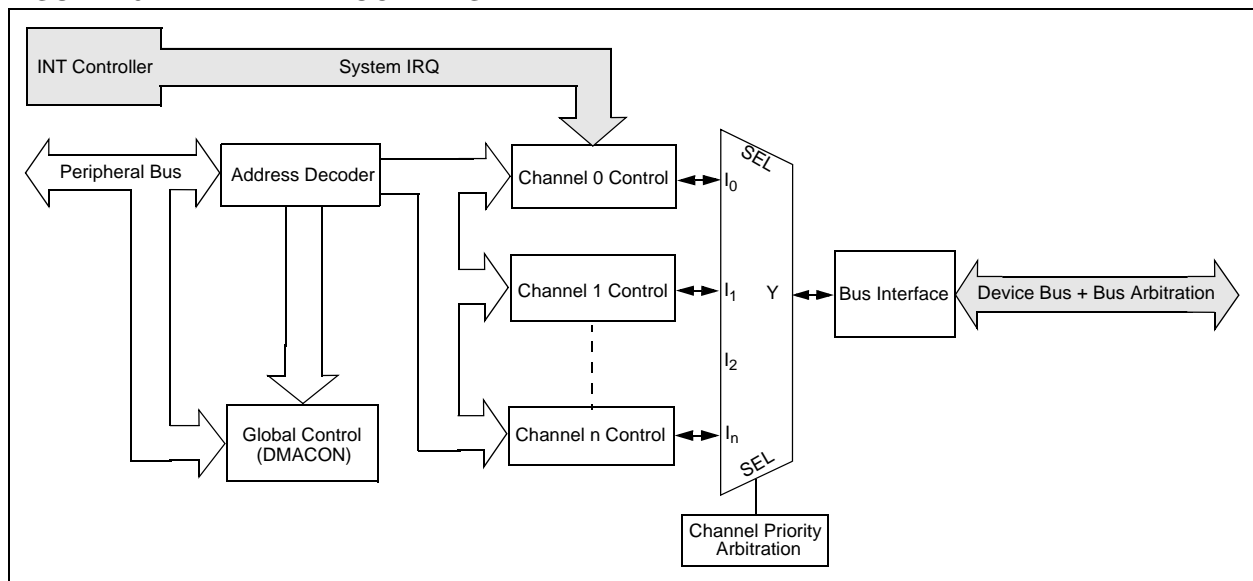 INT Controller
System IRQ
Peripheral Bus
Address Decoder
Channel 0 Control
I0
SEL
Channel 1 Control
I1
Y
Bus Interface
Device Bus + Bus Arbitration
I2
Global Control
(DMACON)
Channel n Control
In
SEL
Channel Priority
Arbitration